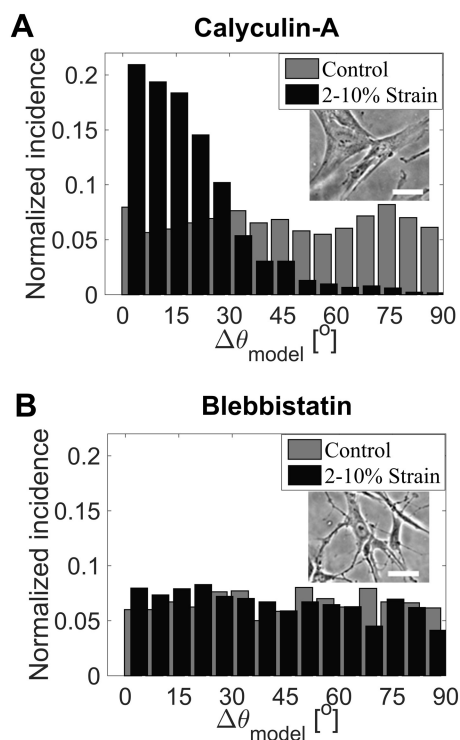 A
Calyculin-A
Control
2-10% Strain
Normalized incidence
0.2
0.15
0.1
0.05
0
0 15 30 45 60 75 90
Δθmodel [o]
B
Blebbistatin
Control
2-10% Strain
Normalized incidence
0.2
0.15
0.1
0.05
0
0 15 30 45 60 75 90
Δθmodel [o]